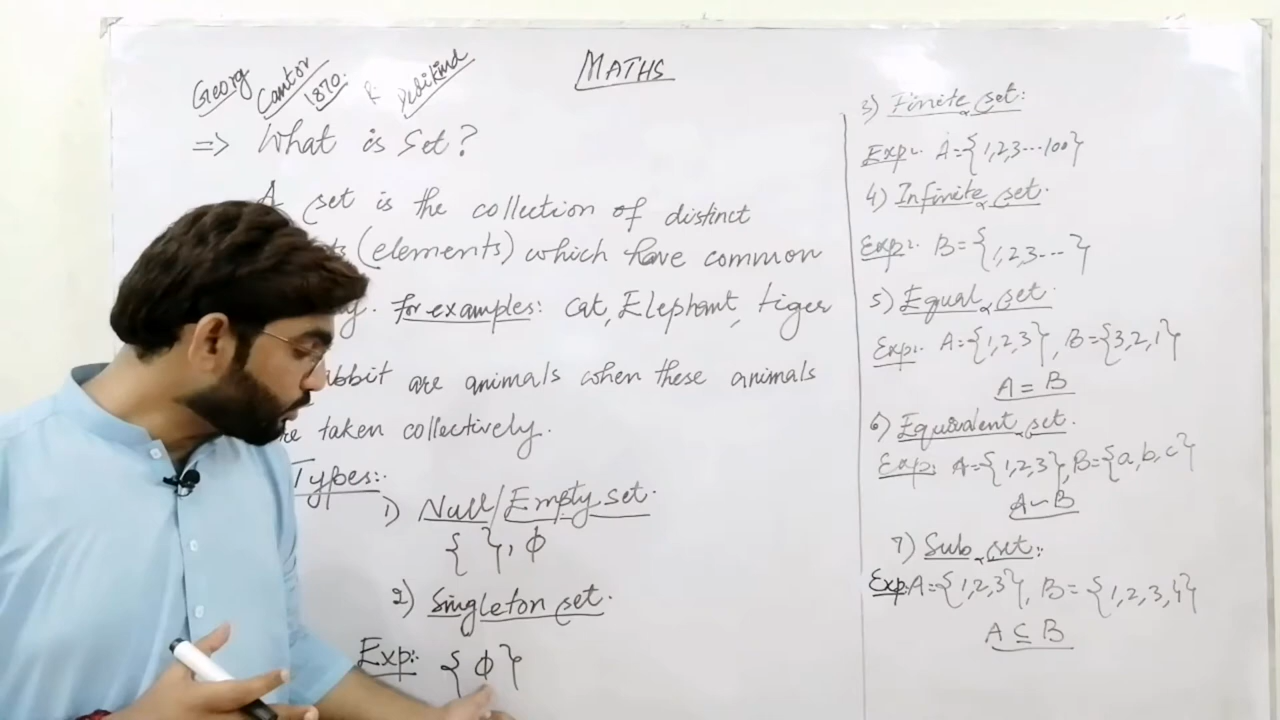 MATHS
Georg Cantor 1870. R. Dedikind
=> What is Set?
A set is the collection of distinct
(elements) which have common
For examples: cat, Elephant, tiger
are animals when these animals
taken collectively.
Types:
1) Null/Empty set.
{ }, ϕ
2) Singleton set.
Exp: { ϕ }
3) Finite set:
Exp: A={1,2,3---100}
4) Infinite set.
Exp: B={1,2,3---}
5) Equal set:
Exp: A={1,2,3}, B={3,2,1}
A = B
6) Equivalent set.
Exp: A={1,2,3}, B={a,b,c}
A~B
7) Sub set:
Exp: A={1,2,3}, B={1,2,3,4}
A ⊆ B